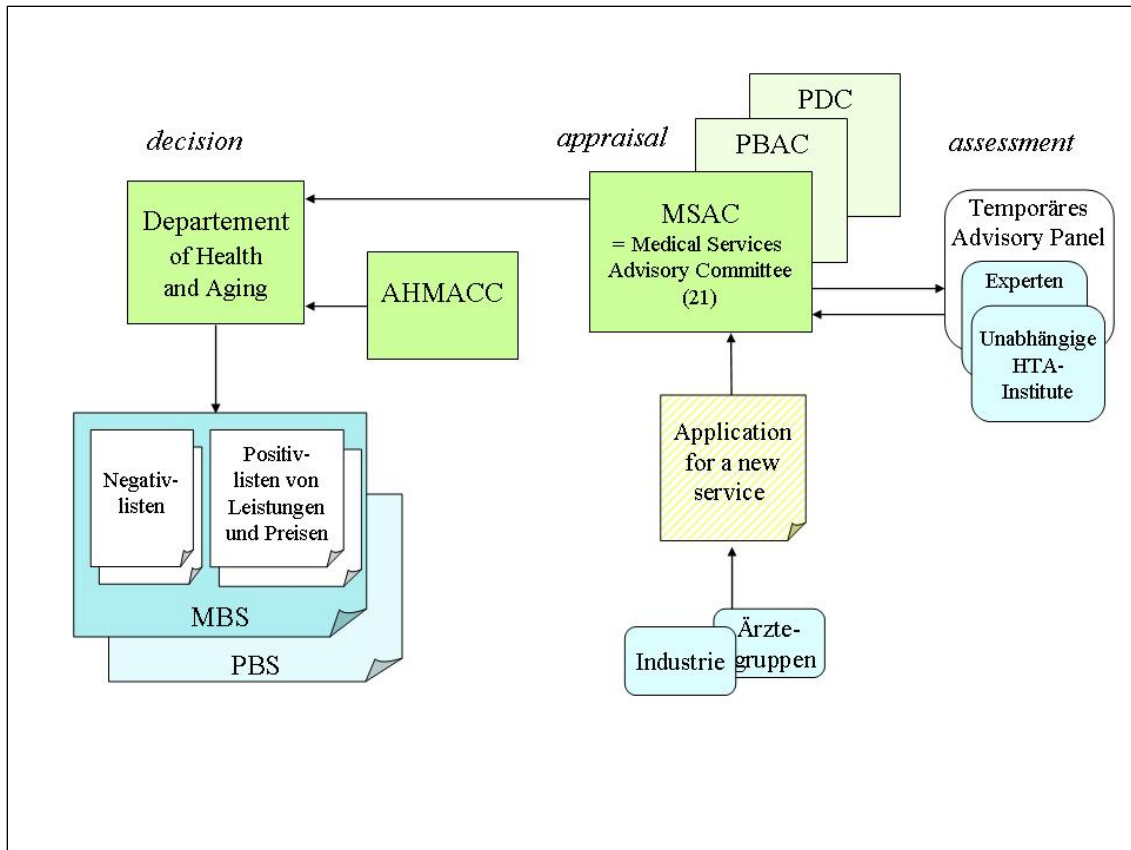 decision
appraisal
assessment
PDC
PBAC
MSAC
= Medical Services
Advisory Committee
(21)
Departement
of Health
and Aging
AHMACC
Temporäres
Advisory Panel
Experten
Unabhängige
HTA-
Institute
Negativ-
listen
Positiv-
listen von
Leistungen
und Preisen
MBS
PBS
Application
for a new
service
Industrie
Ärzte-
gruppen